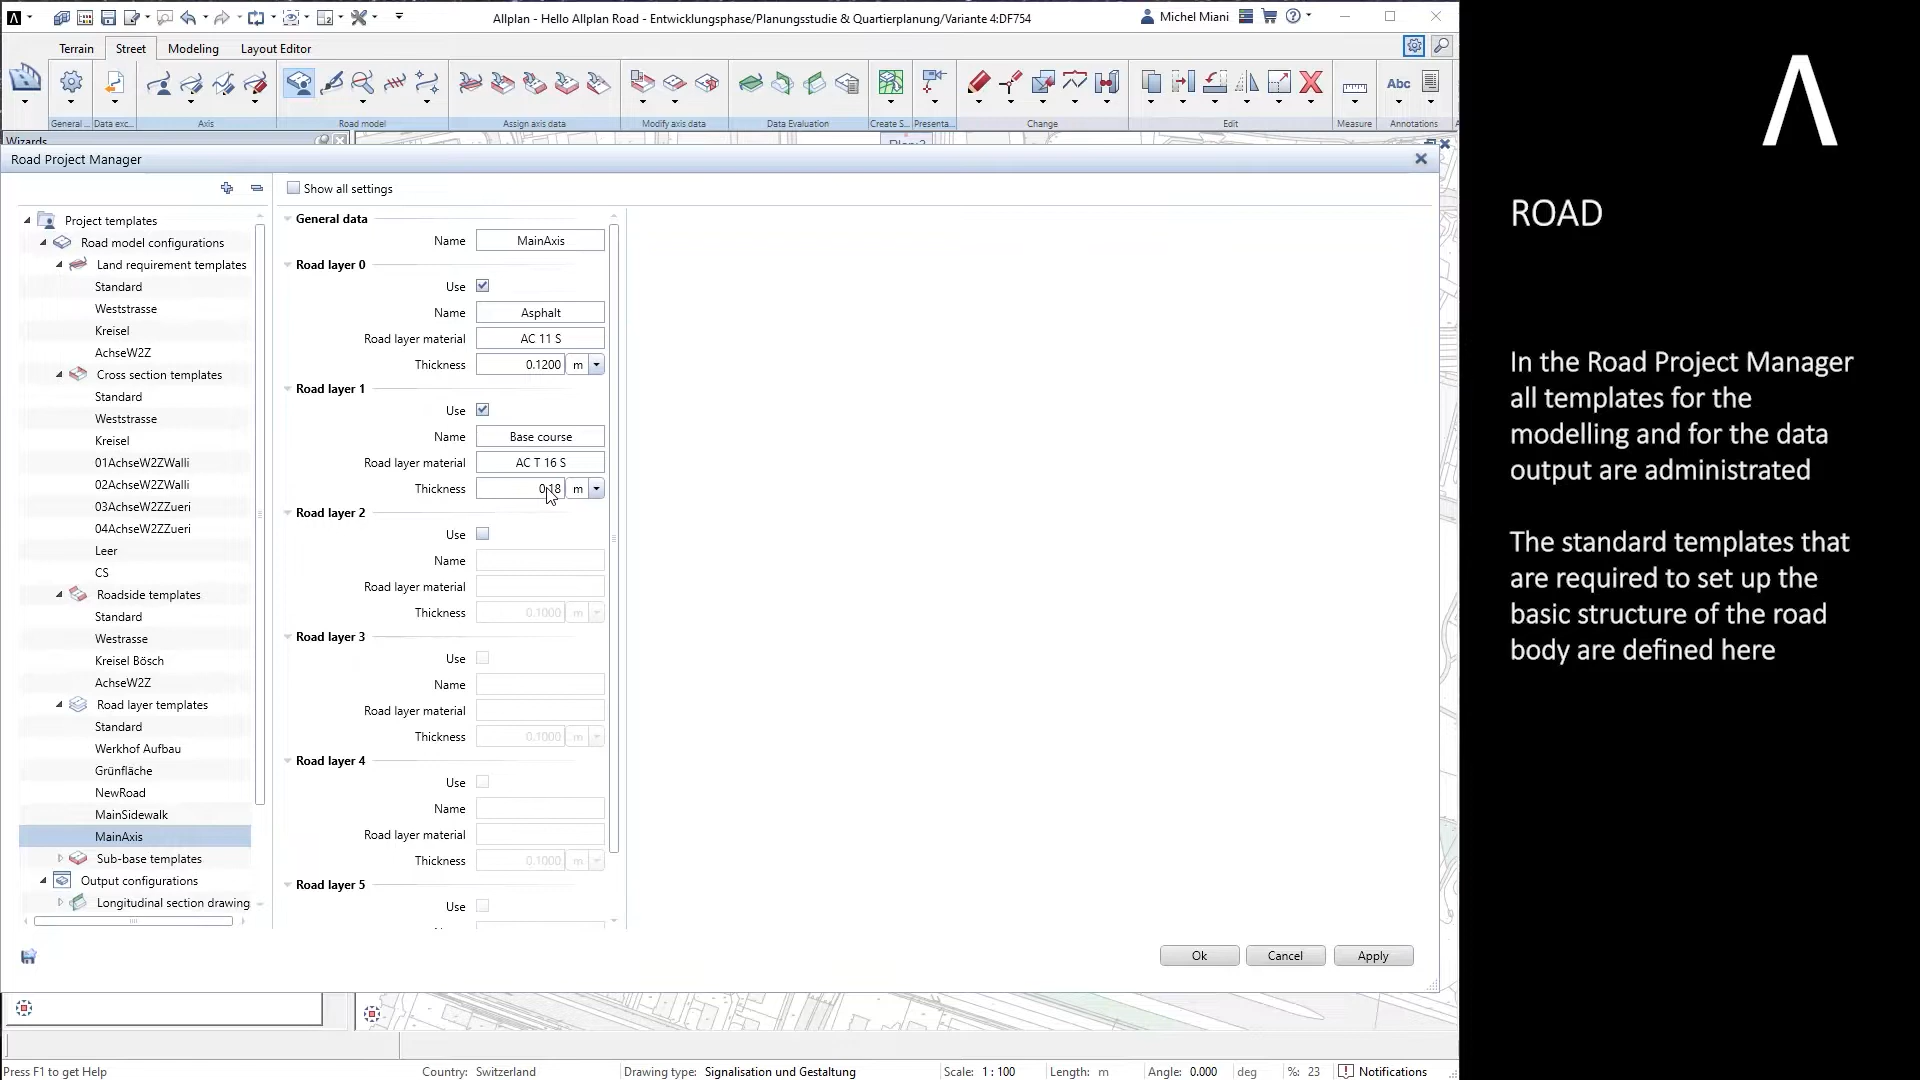 Allplan - Hello Allplan Road - Entwicklungsphase/Planungsstudie & Quartierplanung/Variante 4:DF754
Michel Miani
Terrain
Street
Modeling
Layout Editor
Abc
General ...
Data exc...
Axis
Road model
Assign axis data
Modify axis data
Data Evaluation
Create S...
Presenta...
Change
Edit
Measure
Annotations
Wizards
Road Project Manager
Show all settings
Project templates
Road model configurations
Land requirement templates
Standard
Weststrasse
Kreisel
AchseW2Z
Cross section templates
Standard
Weststrasse
Kreisel
01AchseW2ZWalli
02AchseW2ZWalli
03AchseW2ZZueri
04AchseW2ZZueri
Leer
CS
Roadside templates
Standard
Westrasse
Kreisel Bösch
AchseW2Z
Road layer templates
Standard
Werkhof Aufbau
Grünfläche
NewRoad
MainSidewalk
MainAxis
Sub-base templates
Output configurations
Longitudinal section drawing
General data
Name MainAxis
Road layer 0
Use
Name Asphalt
Road layer material AC 11 S
Thickness 0.1200 m
Road layer 1
Use
Name Base course
Road layer material AC T 16 S
Thickness 0.18 m
Road layer 2
Use
Name
Road layer material
Thickness 0.1000 m
Road layer 3
Use
Name
Road layer material
Thickness 0.1000 m
Road layer 4
Use
Name
Road layer material
Thickness 0.1000 m
Road layer 5
Use
Ok
Cancel
Apply
Press F1 to get Help
Country: Switzerland
Drawing type: Signalisation und Gestaltung
Scale: 1 : 100
Length: m
Angle: 0.000 deg
%: 23
Notifications
ROAD
In the Road Project Manager
all templates for the
modelling and for the data
output are administrated
The standard templates that
are required to set up the
basic structure of the road
body are defined here